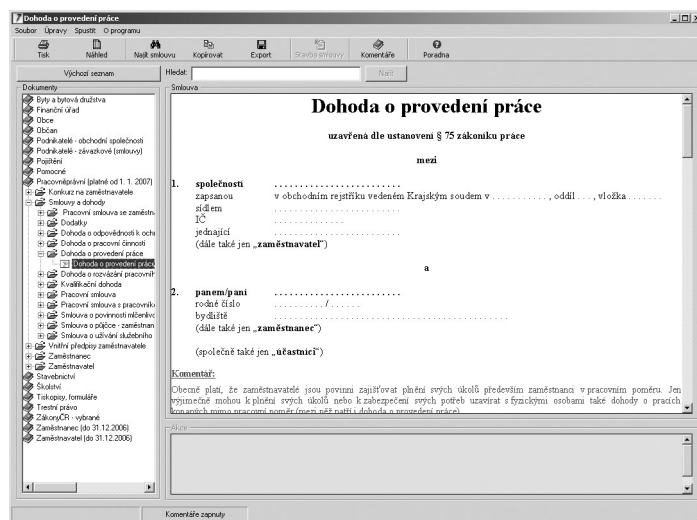 Dohoda o provedení práce
Soubor Úpravy Spustit O programu
Tisk Náhled Najít smlouvu Kopírovat Export Stavba smlouvy Komentáře Poradna
Výchozí seznam Hledat: Najít
Dokumenty
Byty a bytová družstva
Finanční úřad
Obce
Občan
Podnikatelé - obchodní společnosti
Podnikatelé - závazkové (smlouvy)
Pojištění
Pomocné
Pracovněprávní (platné od 1. 1. 2007)
Konkurz na zaměstnavatele
Smlouvy a dohody
Pracovní smlouva se zaměstn
Dodatky
Dohoda o odpovědnosti k och
Dohoda o pracovní činnosti
Dohoda o provedení práce
Dohoda o provedení práce
Dohoda o rozvázání pracovníh
Kvalifikační dohoda
Pracovní smlouva
Pracovní smlouva s pracovník
Smlouva o povinnosti mlčenlivo
Smlouva o půjčce - zaměstnan
Smlouva o užívání služebního
Vnitřní předpisy zaměstnavatele
Zaměstnanec
Zaměstnavatel
Stavebnictví
Školství
Tiskopisy, formuláře
Trestní právo
ZákonyČR - vybrané
Zaměstnanec (do 31.12.2006)
Zaměstnavatel (do 31.12.2006)
Smlouva
Dohoda o provedení práce
uzavřená dle ustanovení § 75 zákoníku práce
mezi
1. společností . . . . . . . . . . . . . . . . . . . . . . . .
zapsanou v obchodním rejstříku vedeném Krajským soudem v . . . . . . . . . . . , oddíl . . . , vložka . . . . . . .
sídlem . . . . . . . . . . . . . . . . . . . . . . . .
IČ . . . . . . . . . . . . . .
jednající . . . . . . . . . . . . . . . . . . . . . . . .
(dále také jen „zaměstnavatel“)
a
2. panem/paní . . . . . . . . . . . . . . . . . . . . . . . .
rodné číslo . . . . . . . . . . / . . . . . .
bydliště . . . . . . . . . . . . . . . . . . . . . . . . . . . . . . . . . . . . . . . . . . . . . . .
(dále také jen „zaměstnanec“)
(společně také jen „účastníci“)
Komentář:
Obecně platí, že zaměstnavatelé jsou povinni zajišťovat plnění svých úkolů především zaměstnanci v pracovním poměru. Jen
výjimečně mohou k plnění svých úkolů nebo k zabezpečení svých potřeb uzavírat s fyzickými osobami také dohody o pracích
konaných mimo pracovní poměr (mezi něž patří i dohoda o provedení práce).
Akce
Komentáře zapnuty